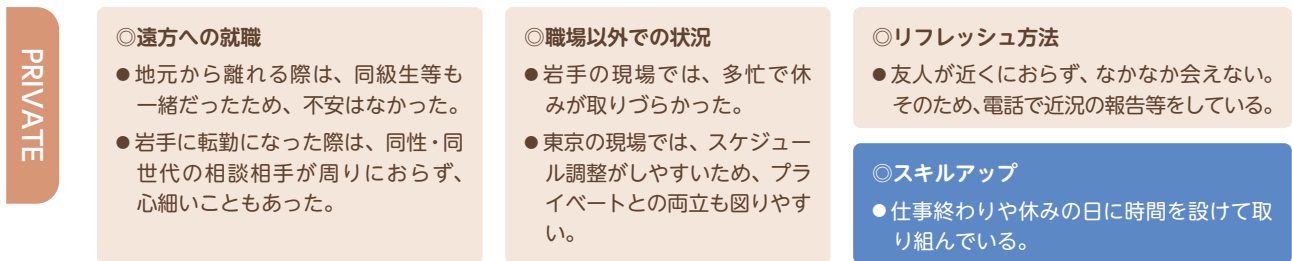 PRIVATE
◎遠方への就職
●地元から離れる際は、同級生等も
一緒だったため、不安はなかった。
●岩手に転勤になった際は、同性・同
世代の相談相手が周りにおらず、
心細いこともあった。
◎職場以外での状況
●岩手の現場では、多忙で休
みが取りづらかった。
●東京の現場では、スケジュー
ル調整がしやすいため、プラ
イベートとの両立も図りやす
い。
◎リフレッシュ方法
●友人が近くにおらず、なかなか会えない。
そのため、電話で近況の報告等をしている。
◎スキルアップ
●仕事終わりや休みの日に時間を設けて取
り組んでいる。